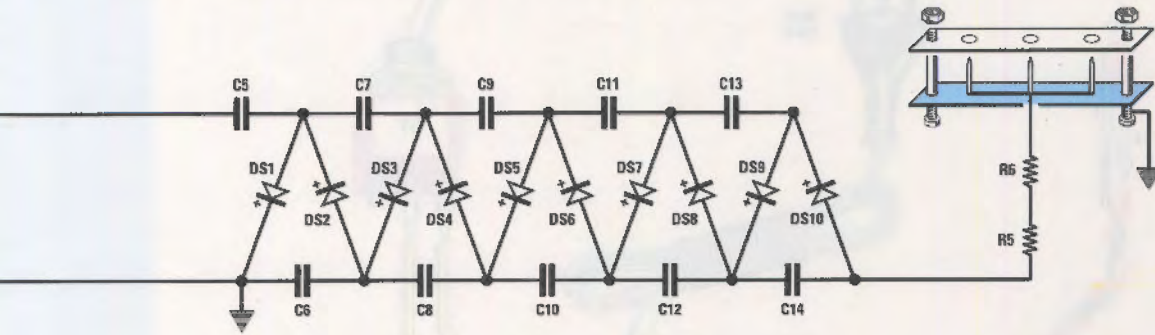 C5
C7
C9
C11
C13
DS1
DS3
DS5
DS7
DS9
DS2
DS4
DS6
DS8
DS10
C6
C8
C10
C12
C14
R6
R5